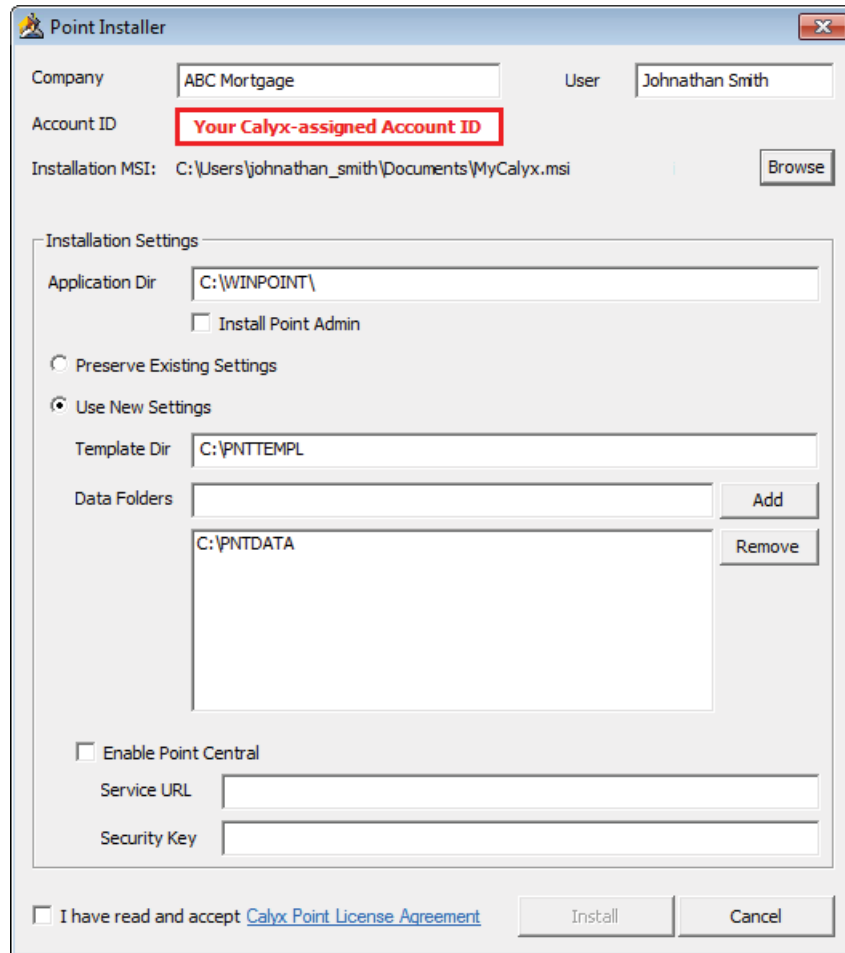 Point Installer
Company ABC Mortgage User Johnathan Smith
Account ID Your Calyx-assigned Account ID
Installation MSI: C:\Users\johnathan_smith\Documents\MyCalyx.msi Browse
Installation Settings
Application Dir C:\WINPOINT\
Install Point Admin
Preserve Existing Settings
Use New Settings
Template Dir C:\PNTTEMPL
Data Folders Add
C:\PNTDATA Remove
Enable Point Central
Service URL
Security Key
I have read and accept Calyx Point License Agreement Install Cancel